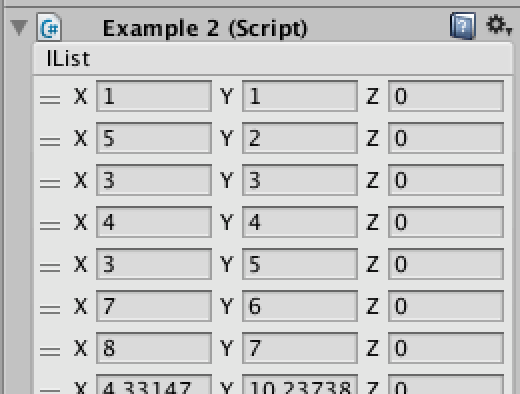 Example 2 (Script)
IList
X 1 Y 1 Z 0
X 5 Y 2 Z 0
X 3 Y 3 Z 0
X 4 Y 4 Z 0
X 3 Y 5 Z 0
X 7 Y 6 Z 0
X 8 Y 7 Z 0
X 4.33147 Y 10.23738 Z 0